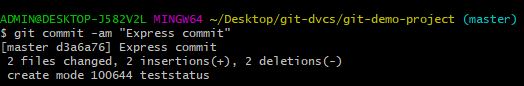 ADMIN@DESKTOP-J582V2L MINGW64 ~/Desktop/git-dvcs/git-demo-project (master)
$ git commit -am "Express commit"
[master d3a6a76] Express commit
 2 files changed, 2 insertions(+), 2 deletions(-)
 create mode 100644 teststatus